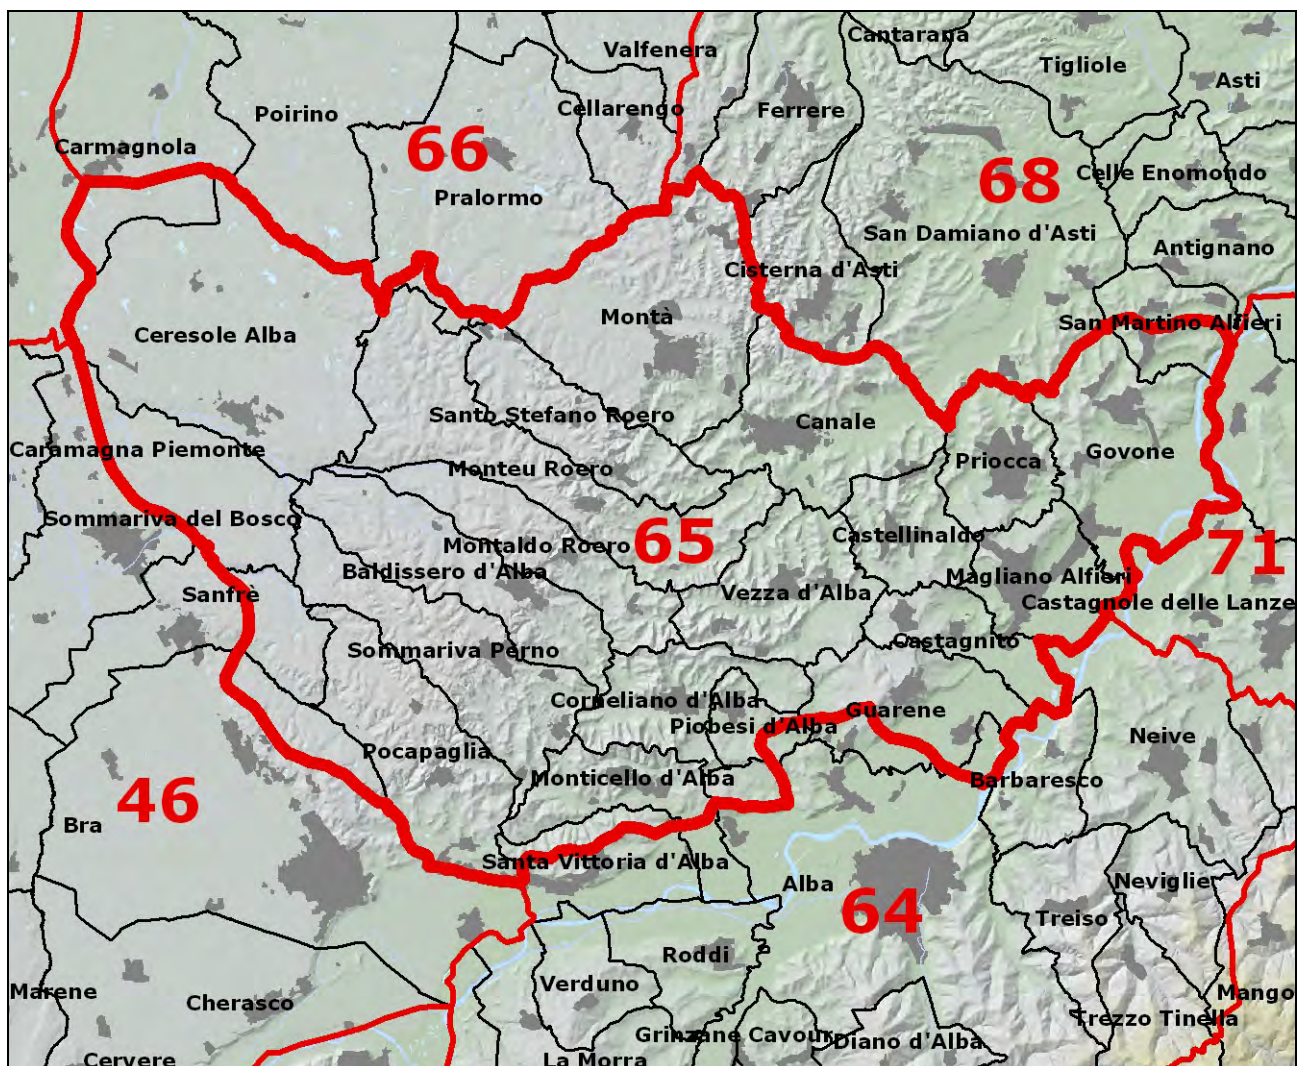 Cantarana
Valfenera
Tigliole
Asti
Cellarengo
Ferrere
Poirino
Carmagnola
66
68
Celle Enomondo
Pralormo
San Damiano d'Asti
Antignano
Cisterna d'Asti
Montà
San Martino Alfieri
Ceresole Alba
Santo Stefano Roero
Canale
Caramagna Piemonte
Govone
Priocca
Monteu Roero
Sommariva del Bosco
Castellinaldo
65
Montaldo Roero
71
Baldissero d'Alba
Magliano Alfieri
Vezza d'Alba
Sanfrè
Castagnole delle Lanze
Castagnito
Sommariva Perno
Corneliano d'Alba
Guarene
Piobesi d'Alba
Neive
Pocapaglia
Monticello d'Alba
Barbaresco
46
Bra
Santa Vittoria d'Alba
Alba
Neviglie
64
Treiso
Roddi
Verduno
Marene
Cherasco
Mango
Trezzo Tinella
Grinzane Cavour
Diano d'Alba
Cervere
La Morra